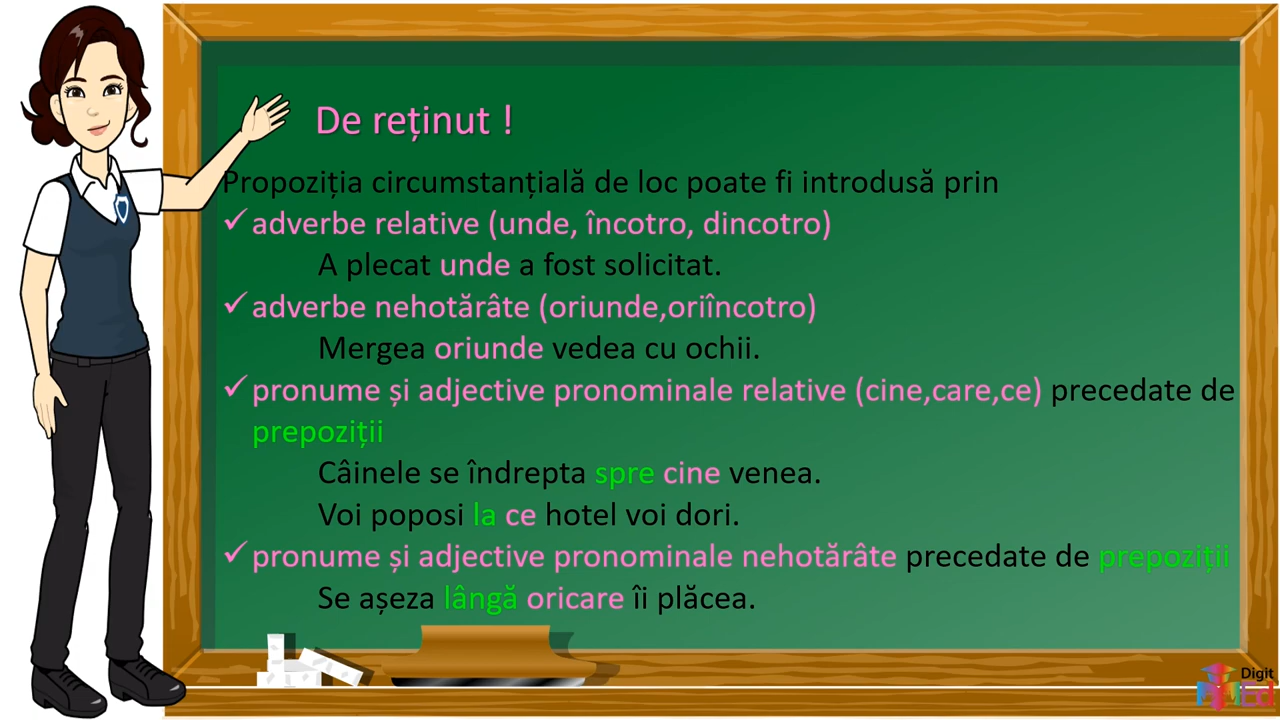 De reținut !
Propoziția circumstanțială de loc poate fi introdusă prin
✓ adverbe relative (unde, încotro, dincotro)
A plecat unde a fost solicitat.
✓ adverbe nehotărâte (oriunde,oriîncotro)
Mergea oriunde vedea cu ochii.
✓ pronume și adjective pronominale relative (cine,care,ce) precedate de
prepoziții
Câinele se îndrepta spre cine venea.
Voi poposi la ce hotel voi dori.
✓ pronume și adjective pronominale nehotărâte precedate de prepoziții
Se așeza lângă oricare îi plăcea.
Digit